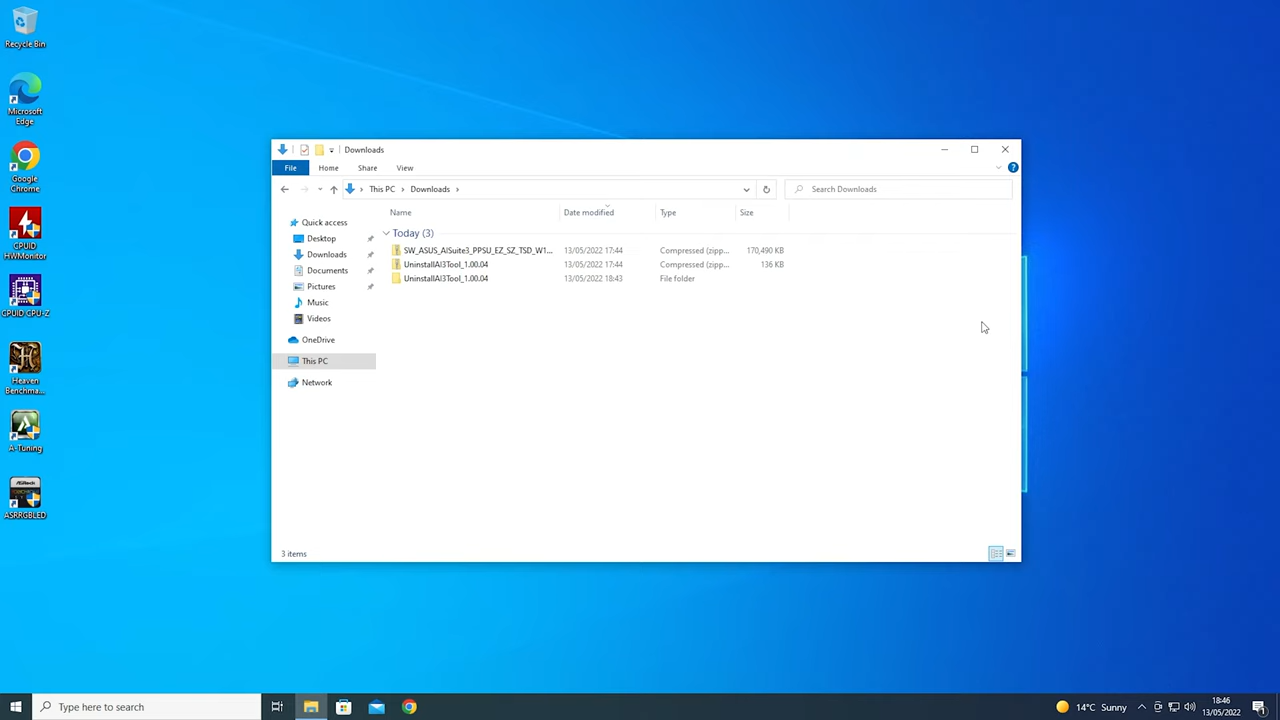 Recycle Bin
Microsoft
Edge
Google
Chrome
CPUID
HWMonitor
CPUID CPU-Z
Heaven
Benchma...
A-Tuning
ASRRGBLED
Downloads
File Home Share View
This PC Downloads
Search Downloads
Name Date modified Type Size
Today (3)
SW_ASUS_AISuite3_PPSU_EZ_SZ_TSD_W1... 13/05/2022 17:44 Compressed (zipp... 170,490 KB
UninstallAI3Tool_1.00.04 13/05/2022 17:44 Compressed (zipp... 136 KB
UninstallAI3Tool_1.00.04 13/05/2022 18:43 File folder
Quick access
Desktop
Downloads
Documents
Pictures
Music
Videos
OneDrive
This PC
Network
3 items
Type here to search
14°C Sunny
18:46
13/05/2022